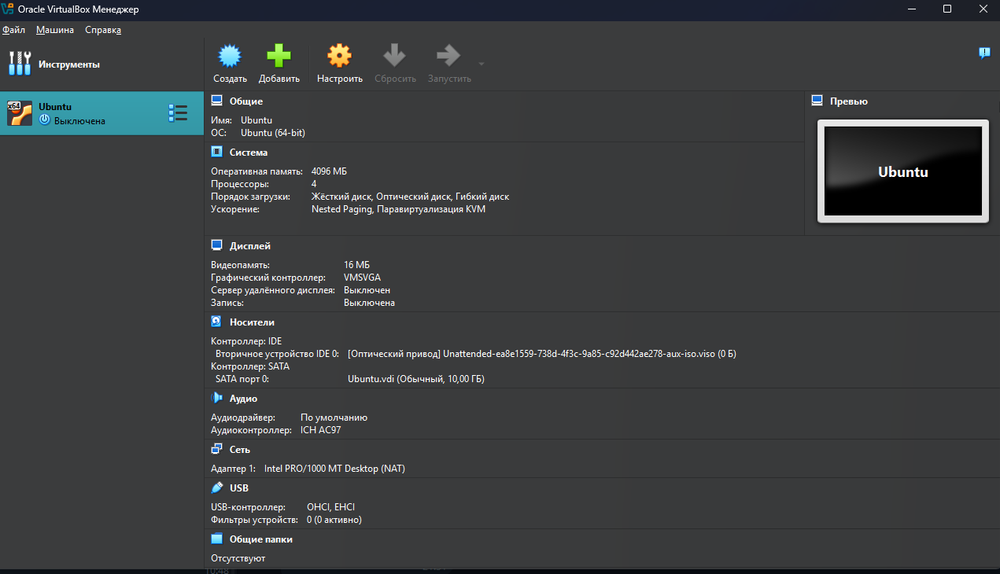 Oracle VirtualBox Менеджер
Файл Машина Справка
Инструменты
Создать Добавить Настроить Сбросить Запустить
x64
Ubuntu
Выключена
Общие
Имя: Ubuntu
ОС: Ubuntu (64-bit)
Превью
Ubuntu
Система
Оперативная память: 4096 МБ
Процессоры: 4
Порядок загрузки: Жёсткий диск, Оптический диск, Гибкий диск
Ускорение: Nested Paging, Паравиртуализация KVM
Дисплей
Видеопамять: 16 МБ
Графический контроллер: VMSVGA
Сервер удалённого дисплея: Выключен
Запись: Выключена
Носители
Контроллер: IDE
Вторичное устройство IDE 0: [Оптический привод] Unattended-ea8e1559-738d-4f3c-9a85-c92d442ae278-aux-iso.viso (0 Б)
Контроллер: SATA
SATA порт 0: Ubuntu.vdi (Обычный, 10,00 ГБ)
Аудио
Аудиодрайвер: По умолчанию
Аудиоконтроллер: ICH AC97
Сеть
Адаптер 1: Intel PRO/1000 MT Desktop (NAT)
USB
USB-контроллер: OHCI, EHCI
Фильтры устройств: 0 (0 активно)
Общие папки
Отсутствуют